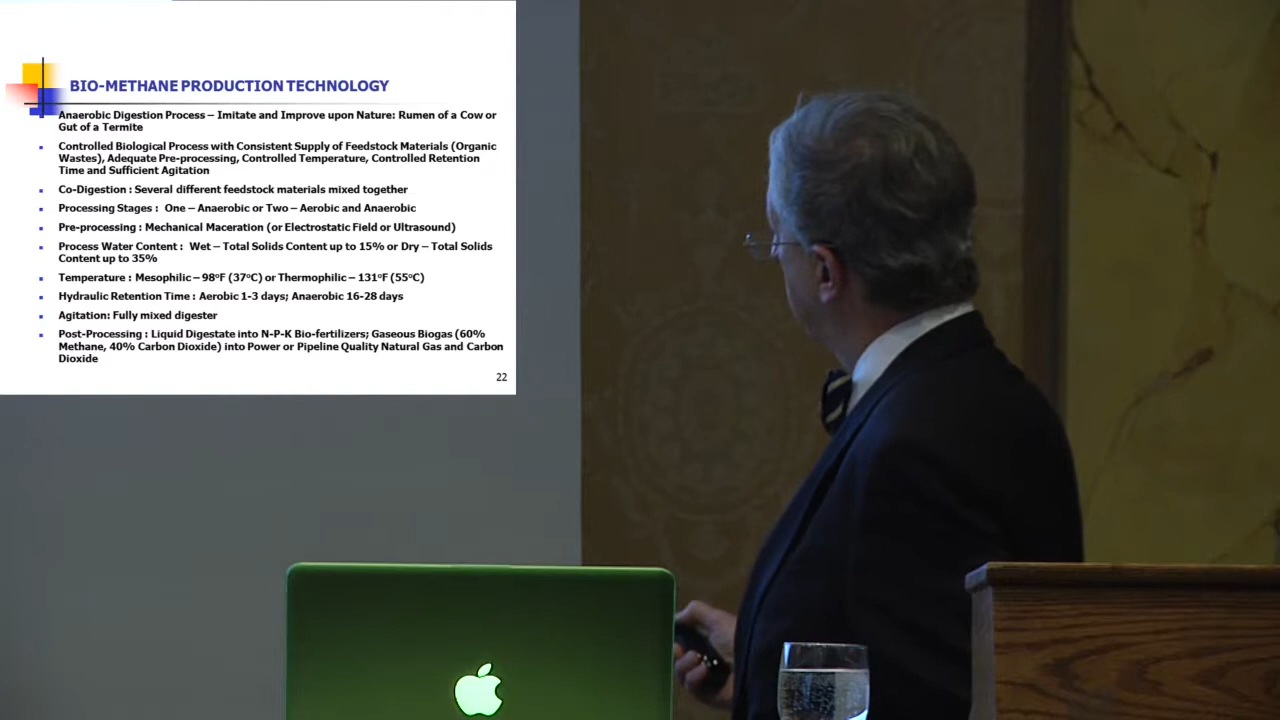 BIO-METHANE PRODUCTION TECHNOLOGY
Anaerobic Digestion Process – Imitate and Improve upon Nature: Rumen of a Cow or
Gut of a Termite
Controlled Biological Process with Consistent Supply of Feedstock Materials (Organic
Wastes), Adequate Pre-processing, Controlled Temperature, Controlled Retention
Time and Sufficient Agitation
Co-Digestion : Several different feedstock materials mixed together
Processing Stages : One – Anaerobic or Two – Aerobic and Anaerobic
Pre-processing : Mechanical Maceration (or Electrostatic Field or Ultrasound)
Process Water Content : Wet – Total Solids Content up to 15% or Dry – Total Solids
Content up to 35%
Temperature : Mesophilic – 98°F (37°C) or Thermophilic – 131°F (55°C)
Hydraulic Retention Time : Aerobic 1-3 days; Anaerobic 16-28 days
Agitation: Fully mixed digester
Post-Processing : Liquid Digestate into N-P-K Bio-fertilizers; Gaseous Biogas (60%
Methane, 40% Carbon Dioxide) into Power or Pipeline Quality Natural Gas and Carbon
Dioxide
22